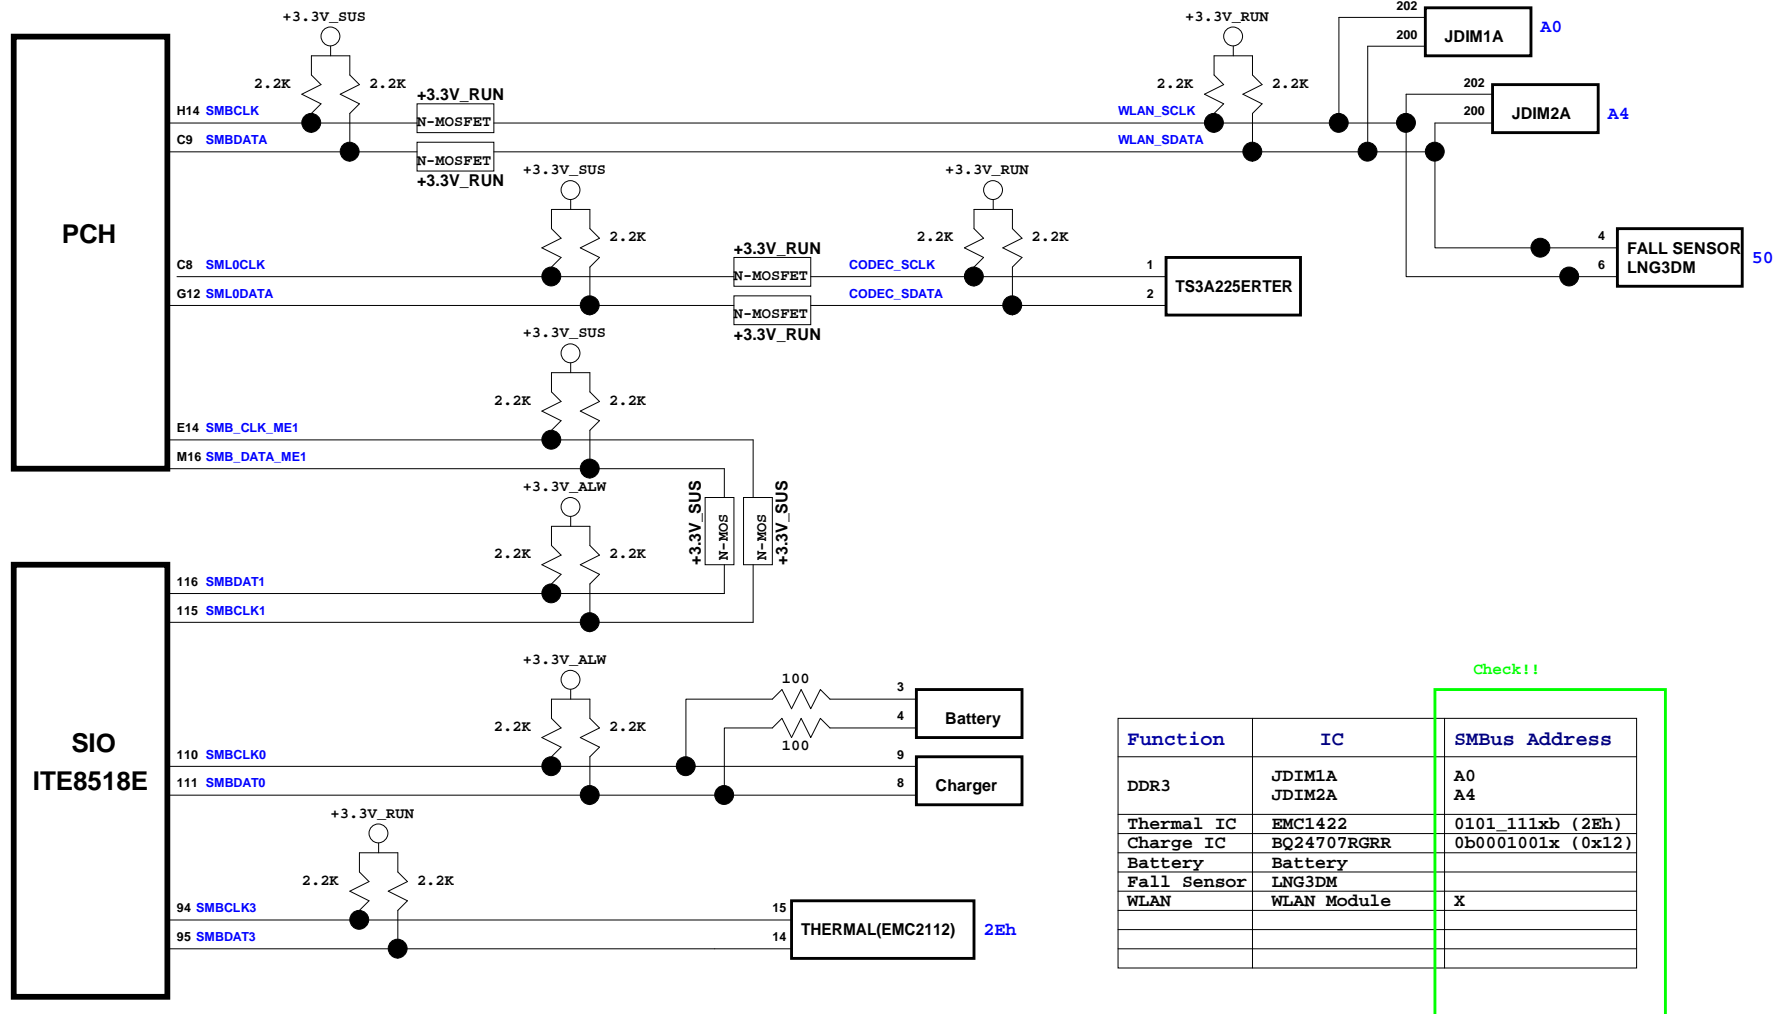 +3.3V_SUS
2.2K
2.2K
+3.3V_RUN
H14 SMBCLK
N-MOSFET
C9 SMBDATA
N-MOSFET
+3.3V_RUN
+3.3V_RUN
2.2K
2.2K
WLAN_SCLK
WLAN_SDATA
202
200
JDIM1A
A0
202
200
JDIM2A
A4
PCH
+3.3V_SUS
2.2K
+3.3V_RUN
C8 SML0CLK
N-MOSFET
G12 SML0DATA
N-MOSFET
+3.3V_RUN
CODEC_SCLK
CODEC_SDATA
+3.3V_RUN
2.2K
2.2K
1
2
TS3A225ERTER
4
6
FALL SENSOR
LNG3DM
50
+3.3V_SUS
2.2K
2.2K
E14 SMB_CLK_ME1
M16 SMB_DATA_ME1
+3.3V_ALW
2.2K
2.2K
+3.3V_SUS
N-MOS
N-MOS
+3.3V_SUS
116 SMBDAT1
115 SMBCLK1
SIO
ITE8518E
+3.3V_ALW
2.2K
2.2K
110 SMBCLK0
111 SMBDAT0
100
100
3
4
Battery
9
8
Charger
+3.3V_RUN
2.2K
2.2K
94 SMBCLK3
95 SMBDAT3
15
14
THERMAL(EMC2112)
2Eh
Check!!
Function IC SMBus Address
DDR3
JDIM1A A0
JDIM2A A4
Thermal IC EMC1422 0101_111xb (2Eh)
Charge IC BQ24707RGRR 0b0001001x (0x12)
Battery Battery
Fall Sensor LNG3DM
WLAN WLAN Module X